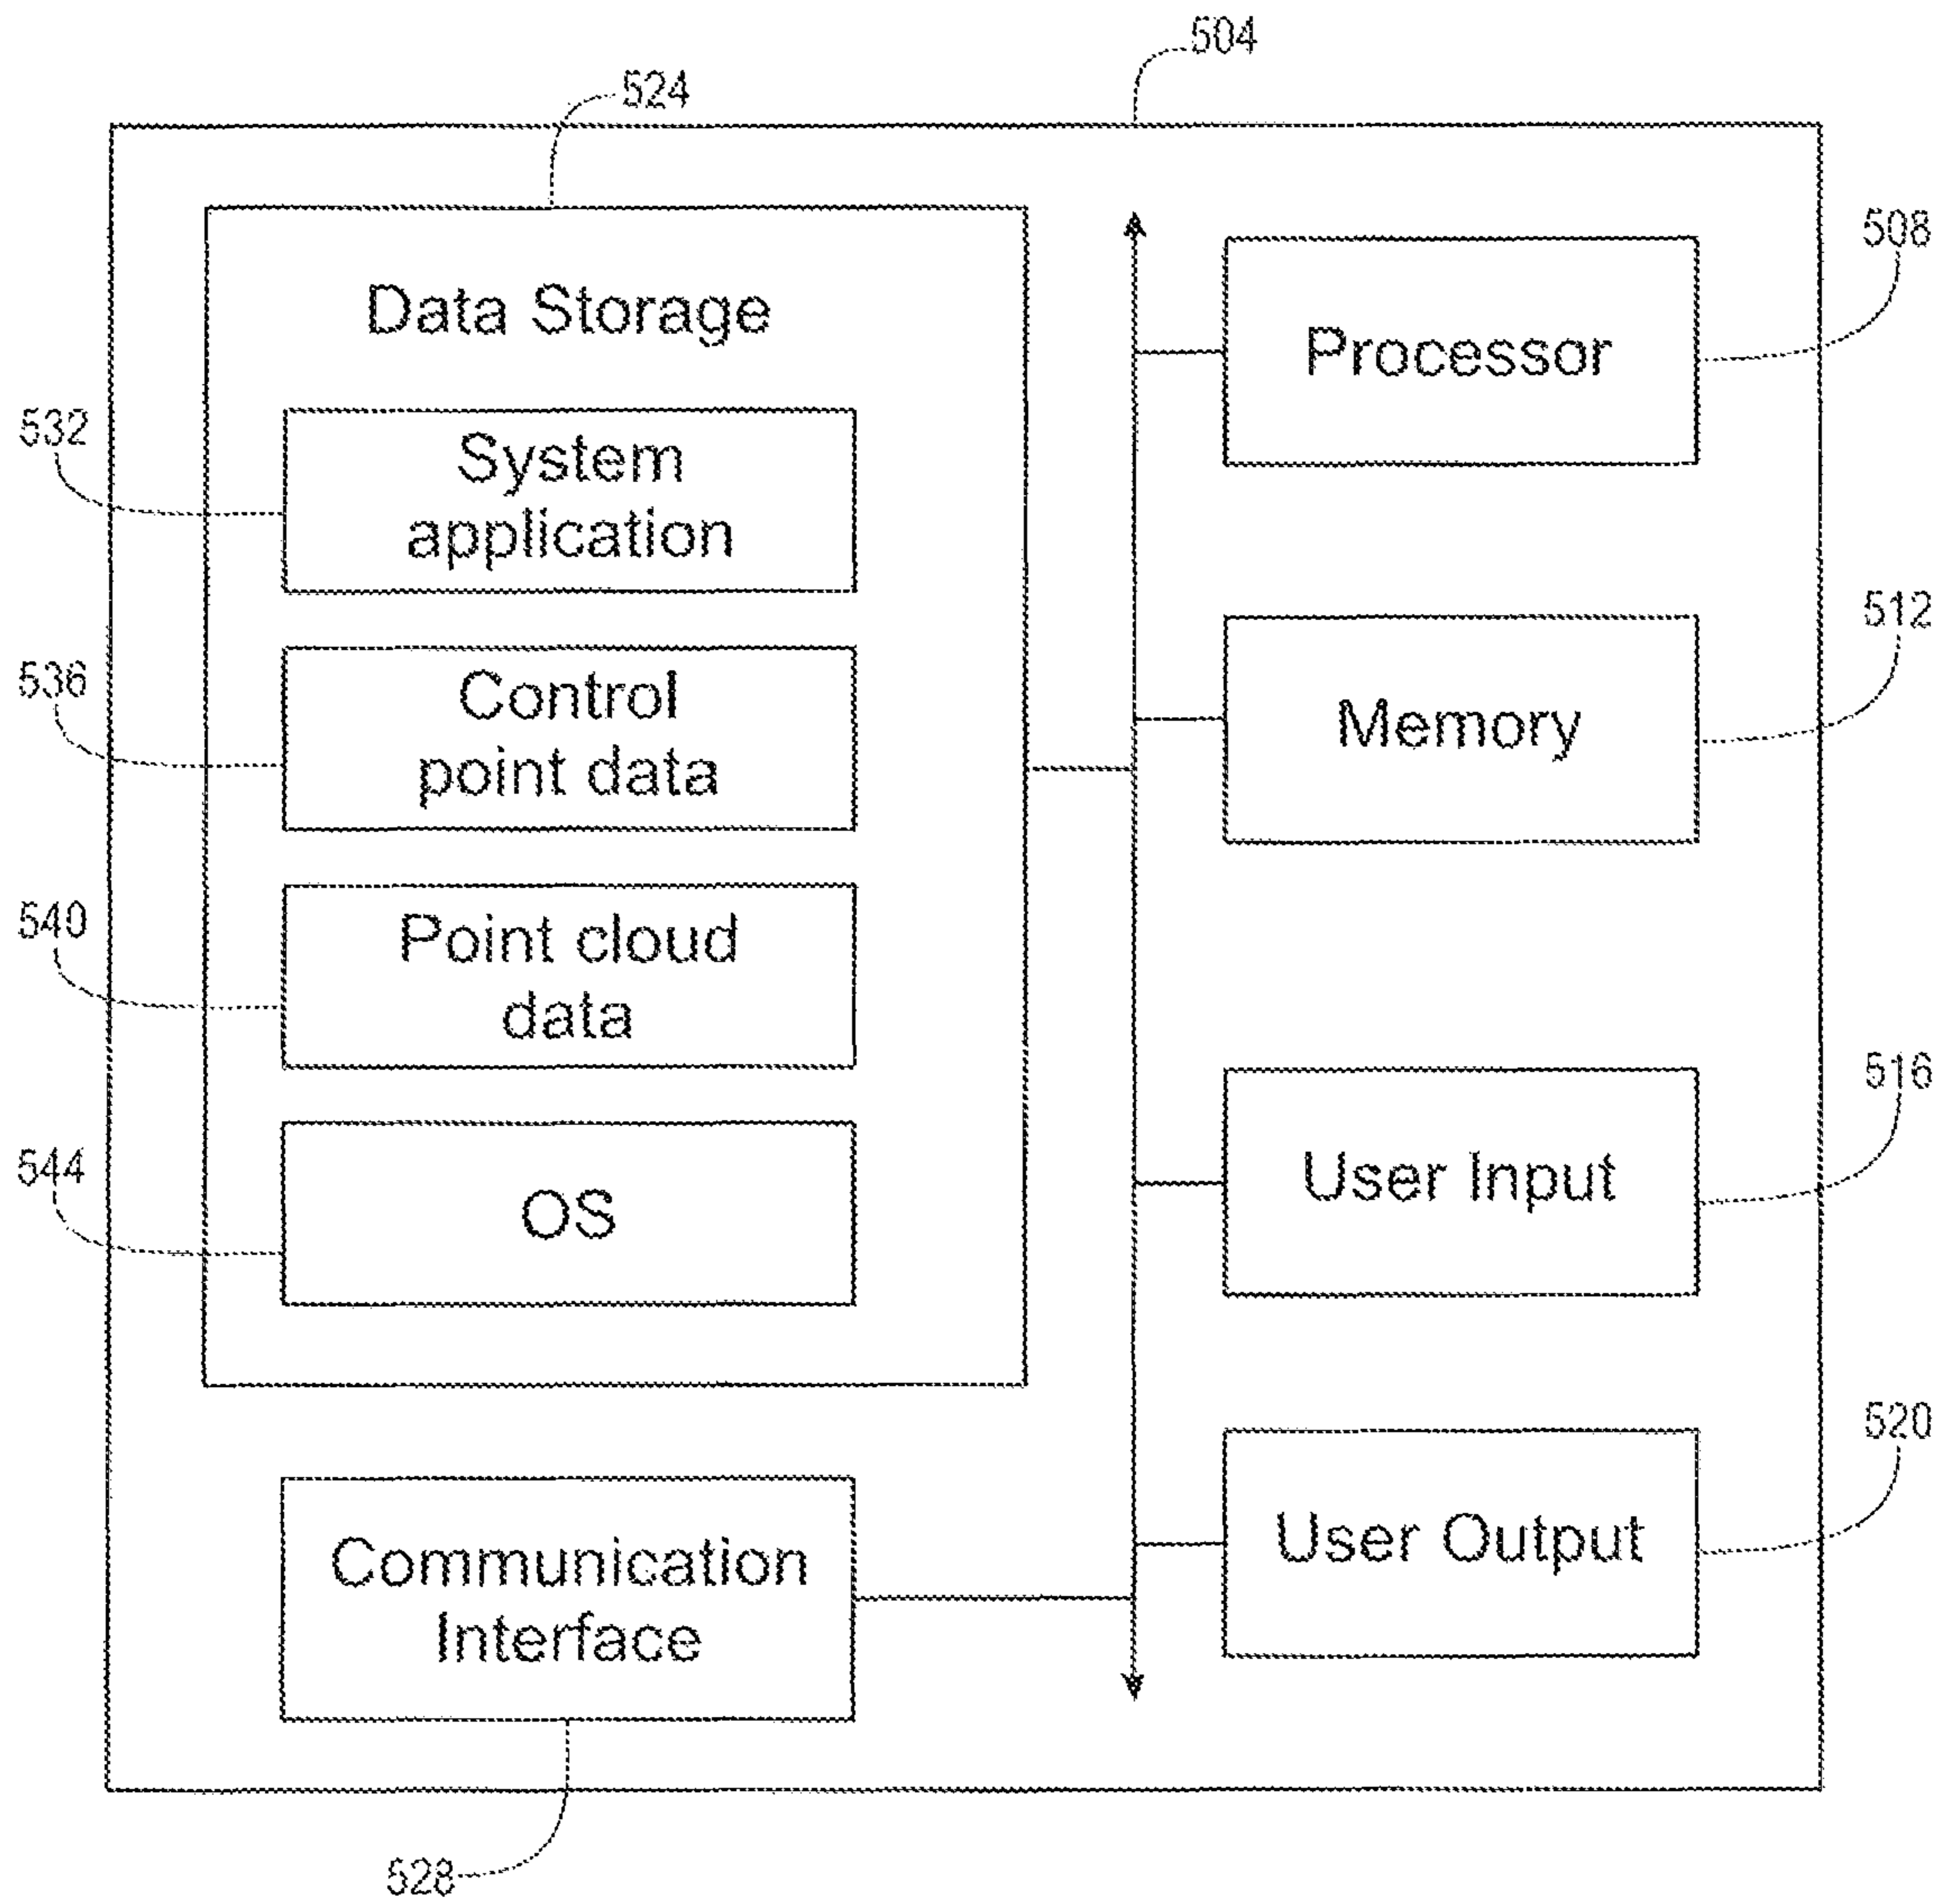 504
524
Data Storage
508
Processor
532
System
application
512
Memory
536
Control
point data
540
Point cloud
data
516
User Input
544
OS
520
User Output
Communication
Interface
528